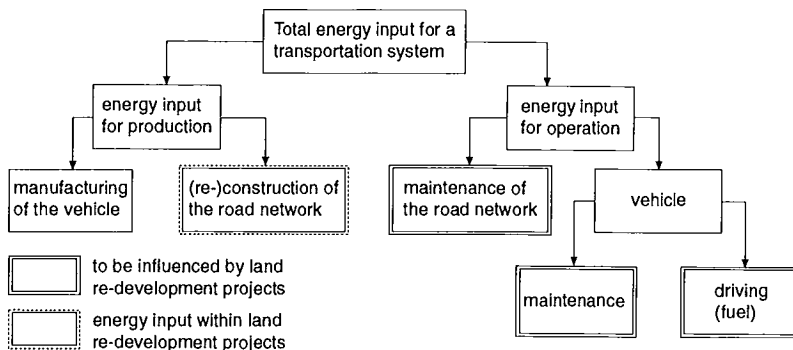 Total energy input for a
transportation system
energy input
for production
energy input
for operation
manufacturing
of the vehicle
(re-)construction of
the road network
maintenance of
the road network
vehicle
maintenance
driving
(fuel)
to be influenced by land
re-development projects
energy input within land
re-development projects